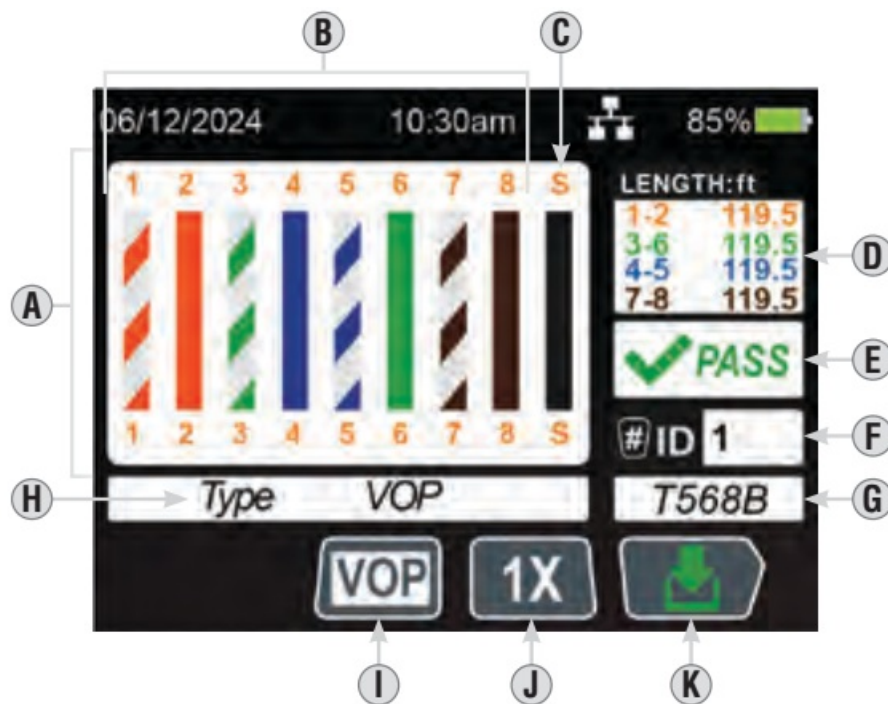 B C
06/12/2024 10:30am 85%
1 2 3 4 5 6 7 8 S
LENGTH:ft
1-2 119.5
3-6 119.5
4-5 119.5
7-8 119.5
D
A
PASS E
1 2 3 4 5 6 7 8 S
# ID 1 F
H Type VOP T568B G
VOP 1X
I J K